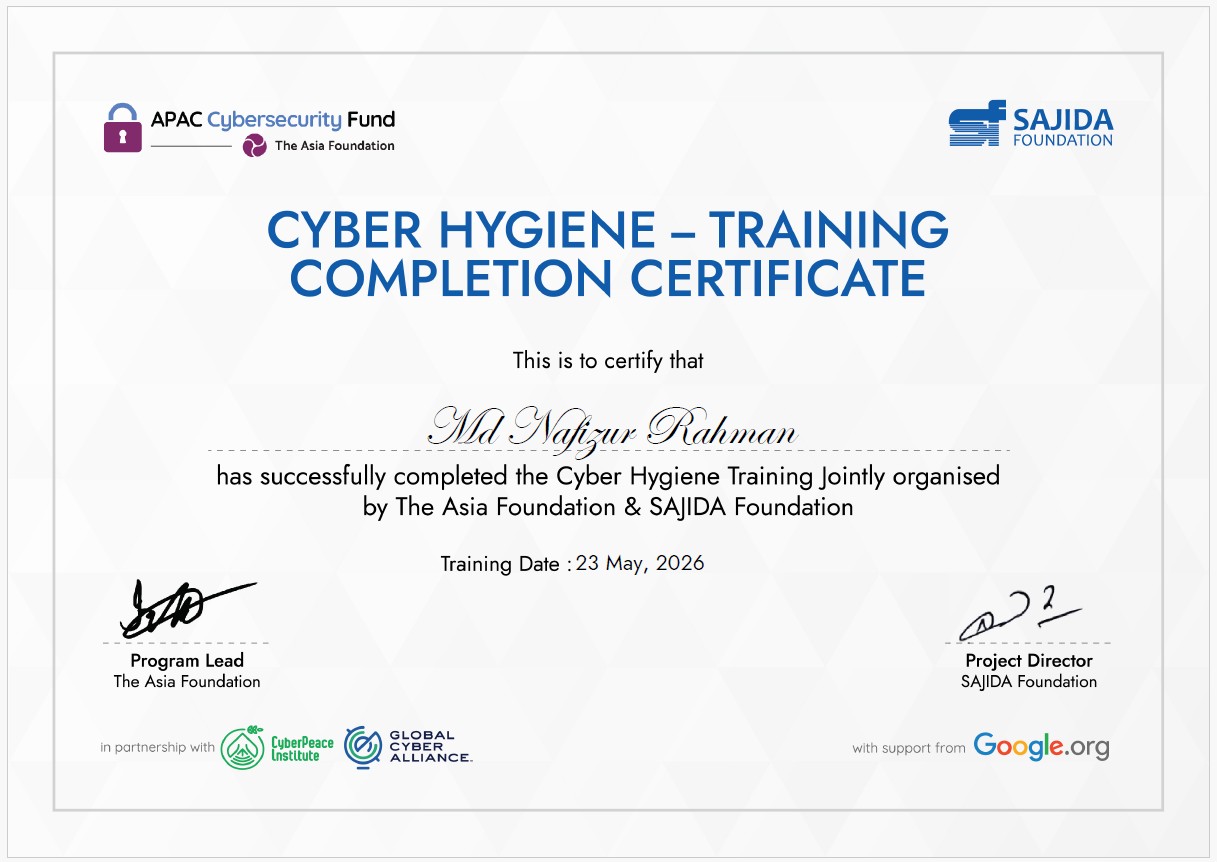 APAC Cybersecurity Fund
The Asia Foundation
SAJIDA
FOUNDATION
CYBER HYGIENE – TRAINING
COMPLETION CERTIFICATE
This is to certify that
Md Nafizur Rahman
has successfully completed the Cyber Hygiene Training Jointly organised
by The Asia Foundation & SAJIDA Foundation
Training Date : 23 May, 2026
Program Lead
The Asia Foundation
Project Director
SAJIDA Foundation
in partnership with
CyberPeace
Institute
GLOBAL
CYBER
ALLIANCE.
with support from Google.org